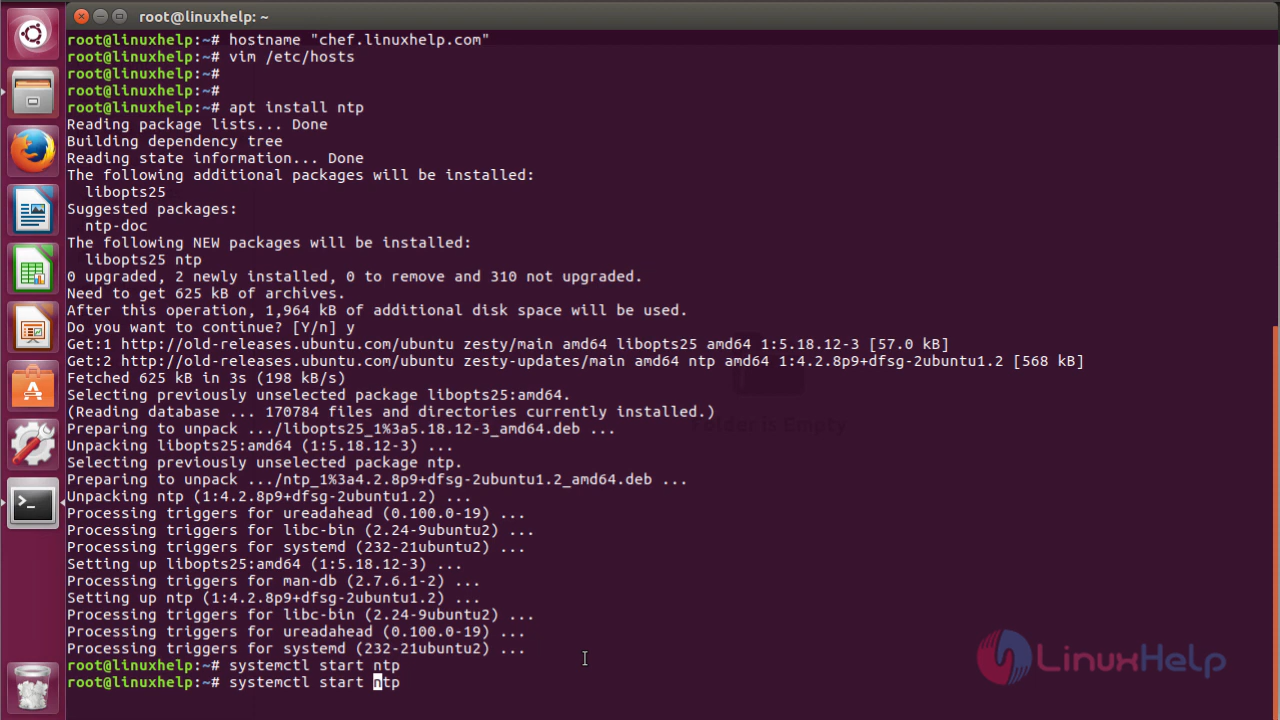 root@linuxhelp: ~
root@linuxhelp:~# hostname "chef.linuxhelp.com"
root@linuxhelp:~# vim /etc/hosts
root@linuxhelp:~#
root@linuxhelp:~#
root@linuxhelp:~# apt install ntp
Reading package lists... Done
Building dependency tree
Reading state information... Done
The following additional packages will be installed:
  libopts25
Suggested packages:
  ntp-doc
The following NEW packages will be installed:
  libopts25 ntp
0 upgraded, 2 newly installed, 0 to remove and 310 not upgraded.
Need to get 625 kB of archives.
After this operation, 1,964 kB of additional disk space will be used.
Do you want to continue? [Y/n] y
Get:1 http://old-releases.ubuntu.com/ubuntu zesty/main amd64 libopts25 amd64 1:5.18.12-3 [57.0 kB]
Get:2 http://old-releases.ubuntu.com/ubuntu zesty-updates/main amd64 ntp amd64 1:4.2.8p9+dfsg-2ubuntu1.2 [568 kB]
Fetched 625 kB in 3s (198 kB/s)
Selecting previously unselected package libopts25:amd64.
(Reading database ... 170784 files and directories currently installed.)
Preparing to unpack .../libopts25_1%3a5.18.12-3_amd64.deb ...
Folder is Empty
Unpacking libopts25:amd64 (1:5.18.12-3) ...
Selecting previously unselected package ntp.
Preparing to unpack .../ntp_1%3a4.2.8p9+dfsg-2ubuntu1.2_amd64.deb ...
Unpacking ntp (1:4.2.8p9+dfsg-2ubuntu1.2) ...
Processing triggers for ureadahead (0.100.0-19) ...
Processing triggers for libc-bin (2.24-9ubuntu2) ...
Processing triggers for systemd (232-21ubuntu2) ...
Setting up libopts25:amd64 (1:5.18.12-3) ...
Processing triggers for man-db (2.7.6.1-2) ...
Setting up ntp (1:4.2.8p9+dfsg-2ubuntu1.2) ...
Processing triggers for libc-bin (2.24-9ubuntu2) ...
Processing triggers for ureadahead (0.100.0-19) ...
Processing triggers for systemd (232-21ubuntu2) ...
root@linuxhelp:~# systemctl start ntp
root@linuxhelp:~# systemctl start ntp
LinuxHelp